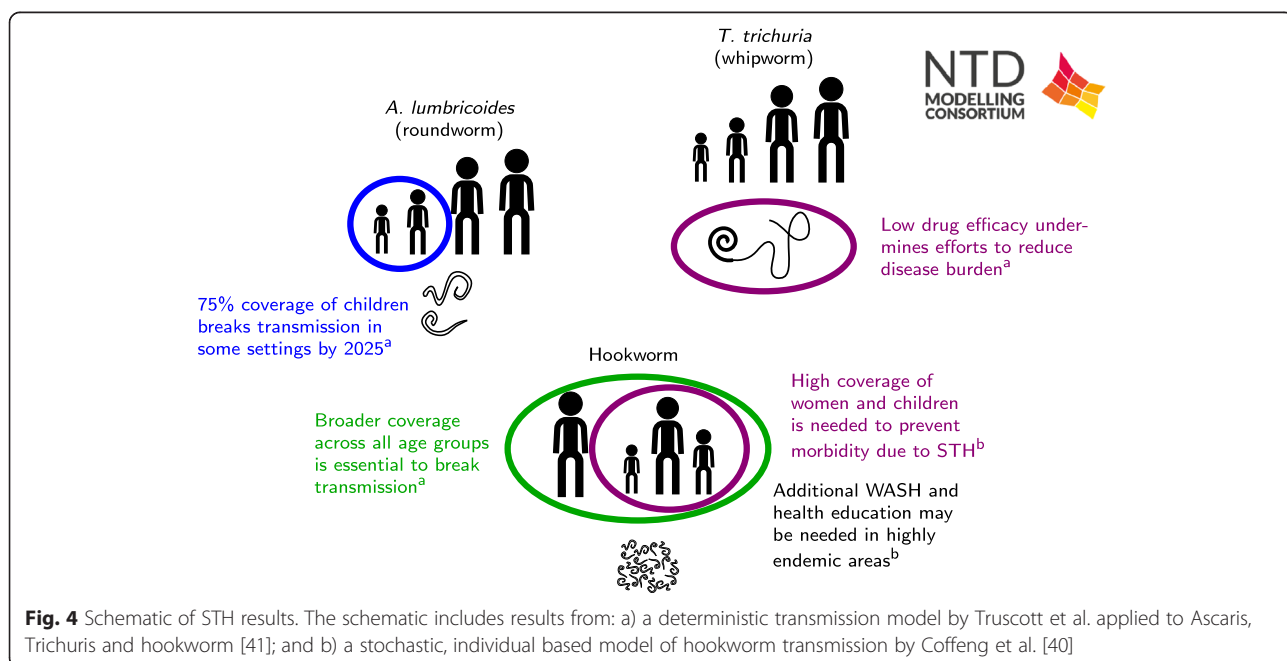 T. trichuria
(whipworm)
NTD
MODELLING
CONSORTIUM
A. lumbricoides
(roundworm)
Low drug efficacy under-
mines efforts to reduce
disease burdenᵃ
75% coverage of children
breaks transmission in
some settings by 2025ᵃ
Hookworm
Broader coverage
across all age groups
is essential to break
transmissionᵃ
High coverage of
women and children
is needed to prevent
morbidity due to STHᵇ
Additional WASH and
health education may
be needed in highly
endemic areasᵇ
Fig. 4 Schematic of STH results. The schematic includes results from: a) a deterministic transmission model by Truscott et al. applied to Ascaris,
Trichuris and hookworm [41]; and b) a stochastic, individual based model of hookworm transmission by Coffeng et al. [40]